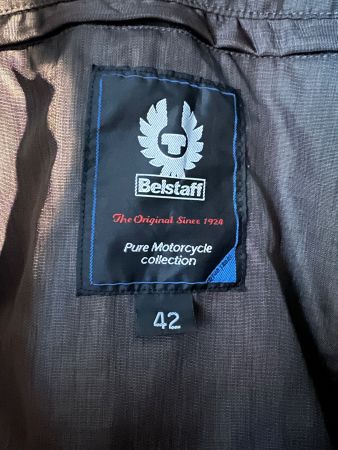 Belstaff
The Original Since 1924
Pure Motorcycle
collection
42